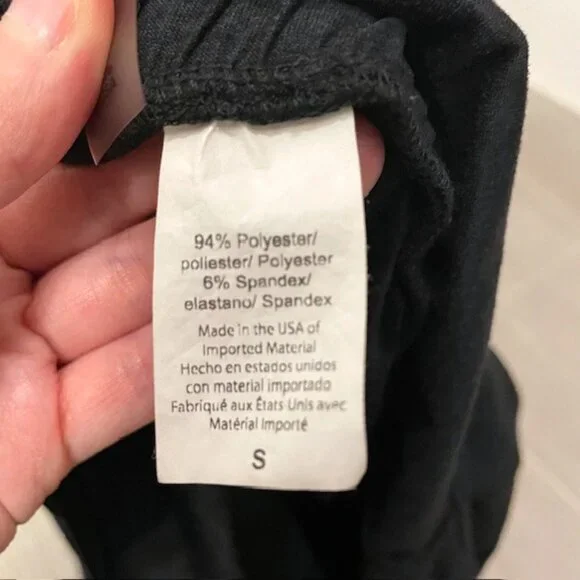 94% Polyester/
poliester/ Polyester
6% Spandex/
elastano/ Spandex
Made in the USA of
Imported Material
Hecho en estados unidos
con material importado
Fabriqué aux États Unis avec
Matérial Importé
S